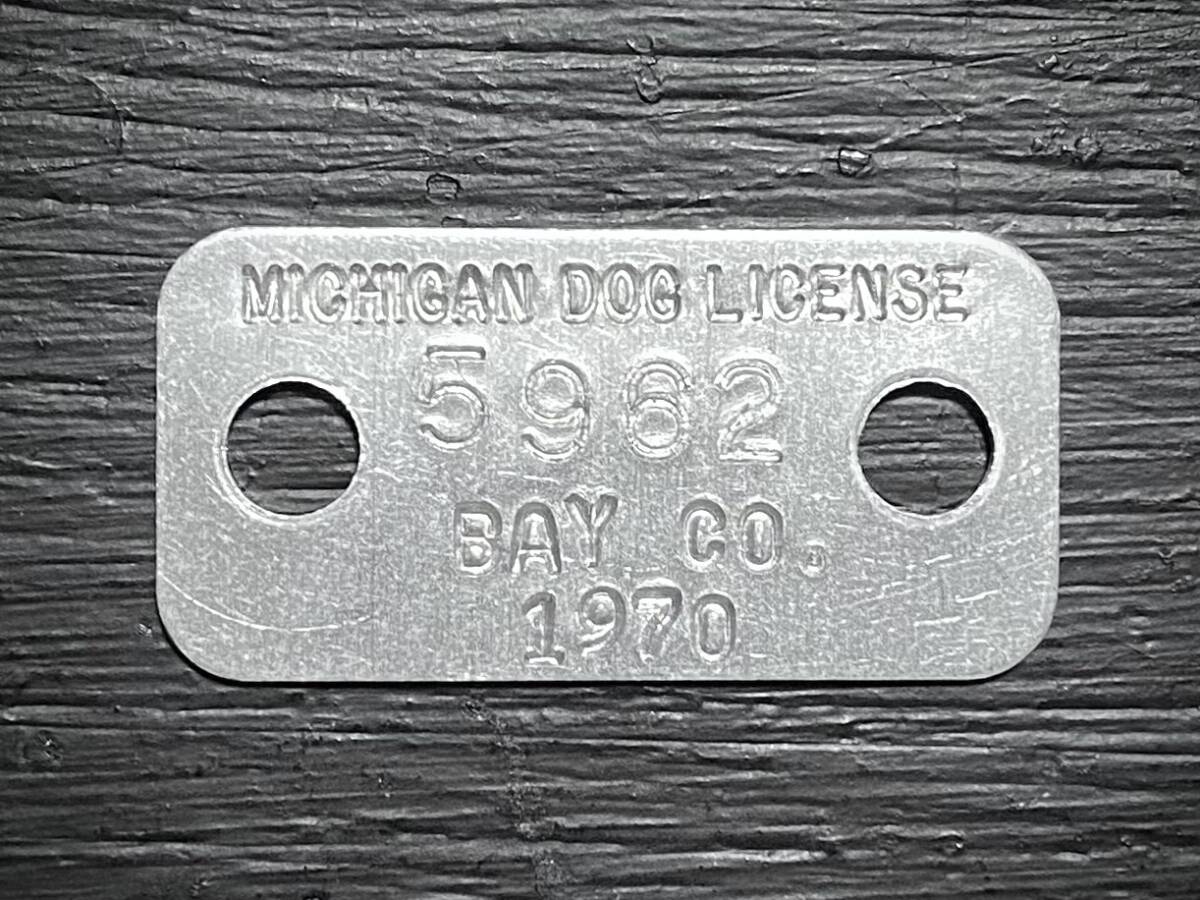 MICHIGAN DOG LICENSE
5962
BAY CO.
1970